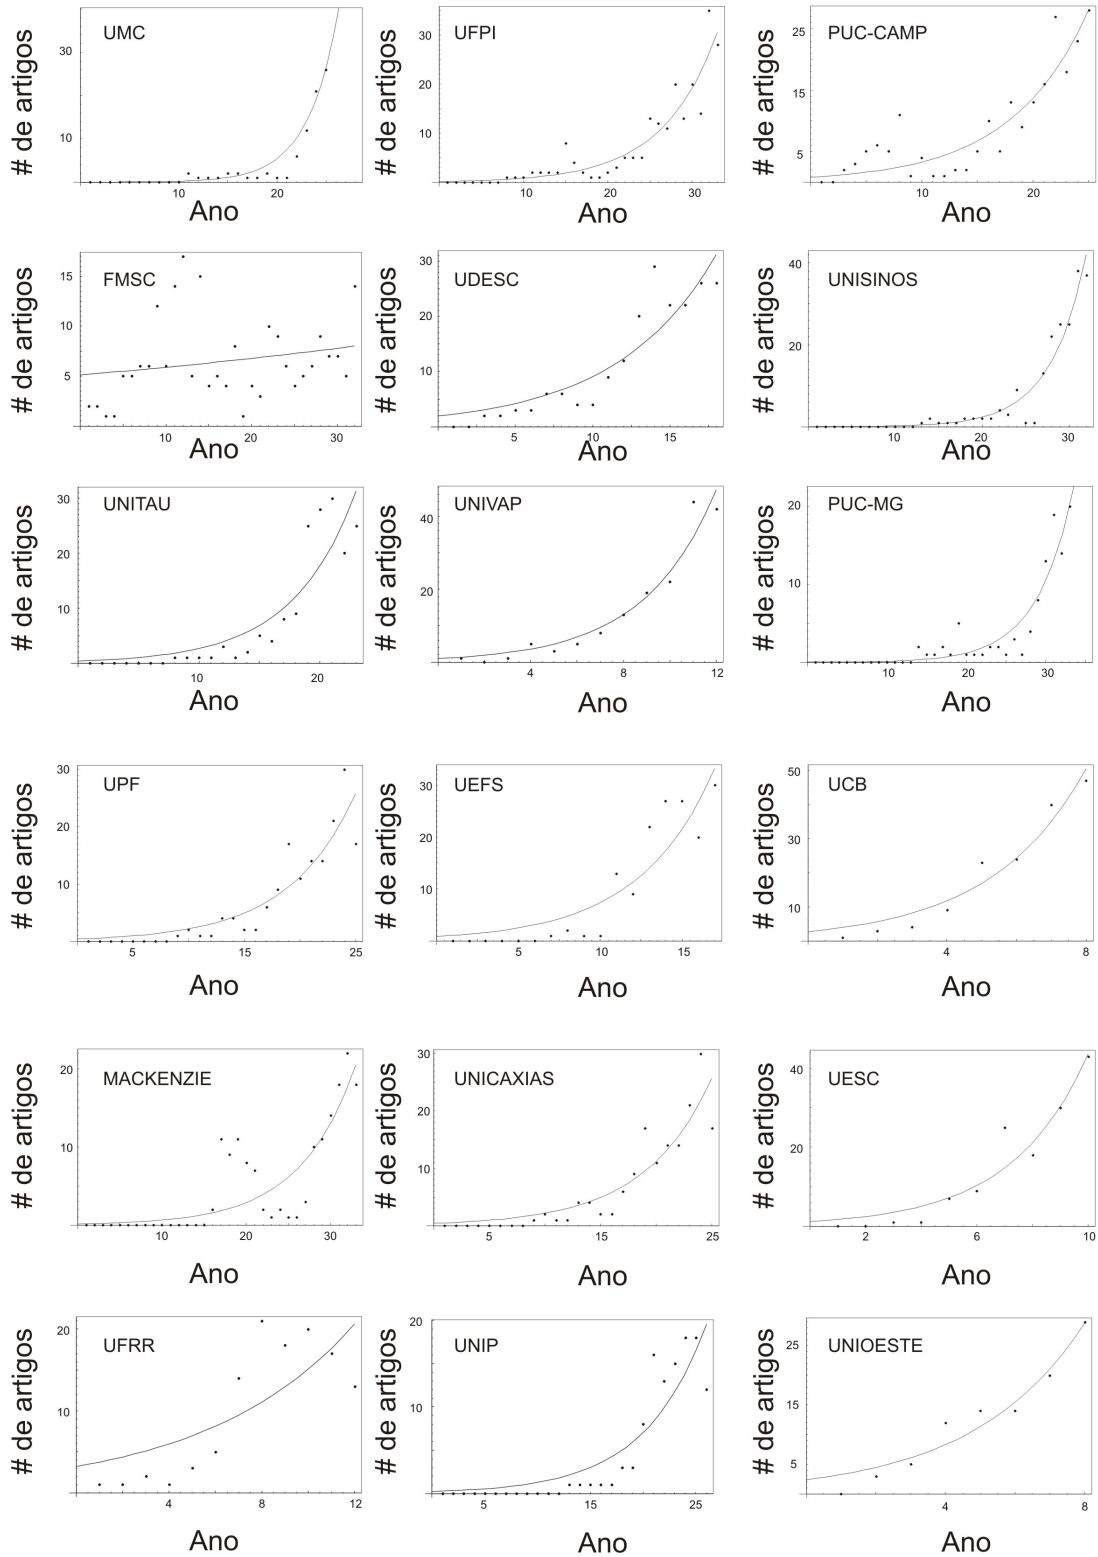 UMC
# de artigos
30
10
10
20
Ano
UFPI
# de artigos
30
20
10
10
20
30
Ano
PUC-CAMP
# de artigos
25
15
5
10
20
Ano
FMSC
# de artigos
15
10
5
10
20
30
Ano
UDESC
# de artigos
30
20
10
5
10
15
Ano
UNISINOS
# de artigos
40
20
10
20
30
Ano
UNITAU
# de artigos
30
20
10
10
20
Ano
UNIVAP
# de artigos
40
20
4
8
12
Ano
PUC-MG
# de artigos
20
10
10
20
30
Ano
UPF
# de artigos
30
20
10
5
15
25
Ano
UEFS
# de artigos
30
20
10
5
10
15
Ano
UCB
# de artigos
50
30
10
4
8
Ano
MACKENZIE
# de artigos
20
10
10
20
30
Ano
UNICAXIAS
# de artigos
30
20
10
5
15
25
Ano
UESC
# de artigos
40
20
2
6
10
Ano
UFRR
# de artigos
20
10
4
8
12
Ano
UNIP
# de artigos
20
10
5
15
25
Ano
UNIOESTE
# de artigos
25
15
5
4
8
Ano